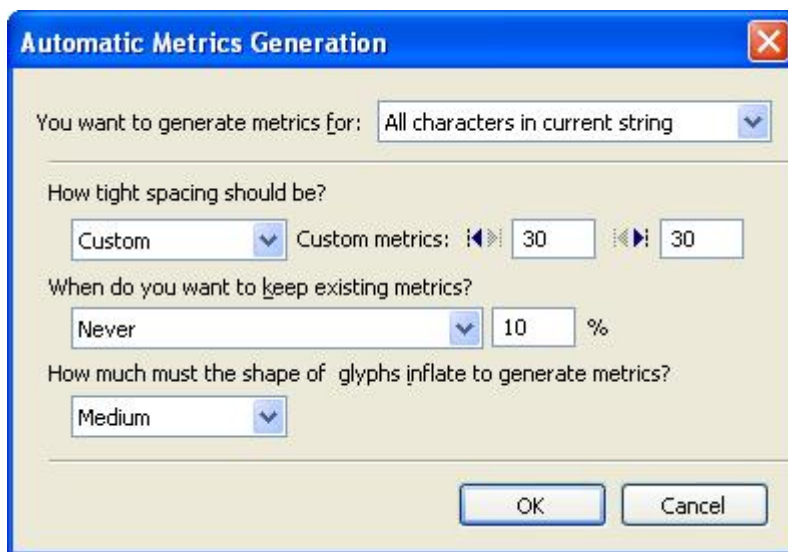 Automatic Metrics Generation
You want to generate metrics for: All characters in current string
How tight spacing should be?
Custom Custom metrics: 30 30
When do you want to keep existing metrics?
Never 10 %
How much must the shape of glyphs inflate to generate metrics?
Medium
OK Cancel